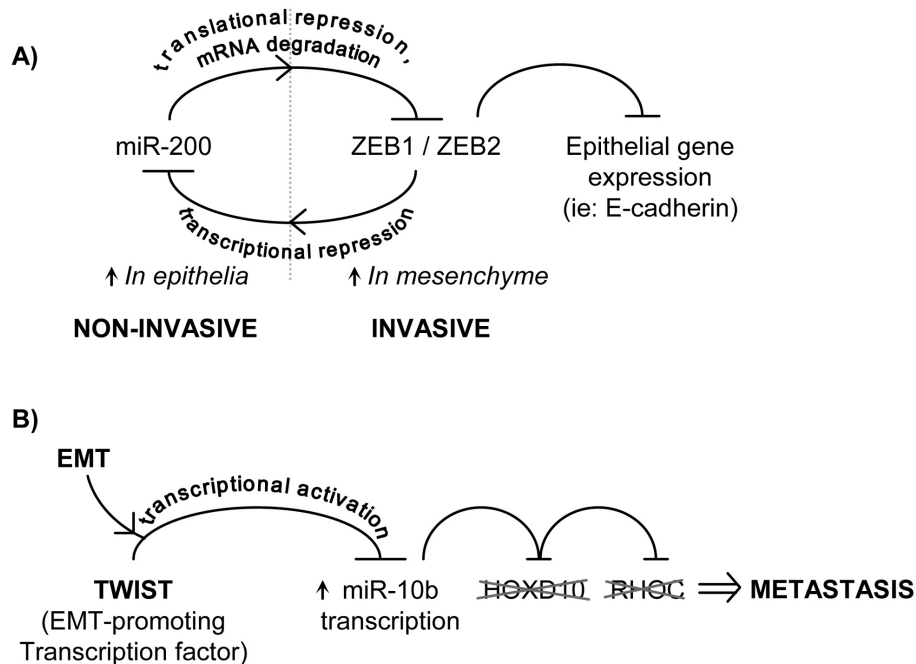 A)
translational repression,
mRNA degradation
miR-200
ZEB1 / ZEB2
Epithelial gene
expression
(ie: E-cadherin)
transcriptional repression
In epithelia
In mesenchyme
NON-INVASIVE
INVASIVE
B)
EMT
transcriptional activation
TWIST
(EMT-promoting
Transcription factor)
miR-10b
transcription
HOXD10
RHOC
METASTASIS